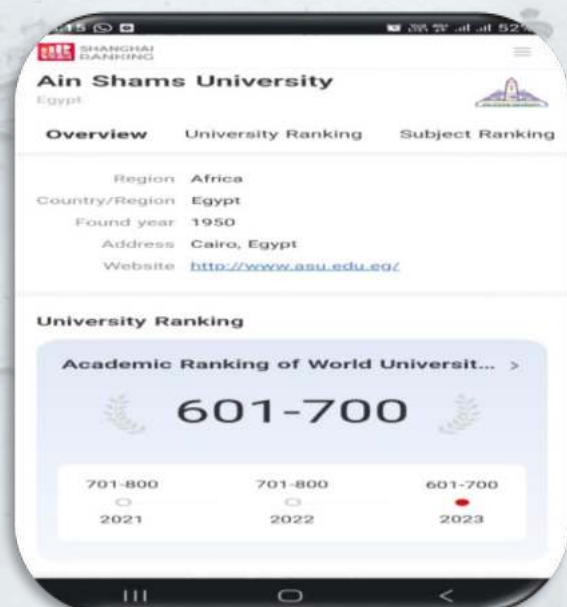 SHANGHAI
RANKING
Ain Shams University
Egypt
Overview University Ranking Subject Ranking
Region Africa
Country/Region Egypt
Found year 1950
Address Cairo, Egypt
Website http://www.asu.edu.eg/
University Ranking
Academic Ranking of World Universit... >
601-700
701-800 701-800 601-700
2021 2022 2023